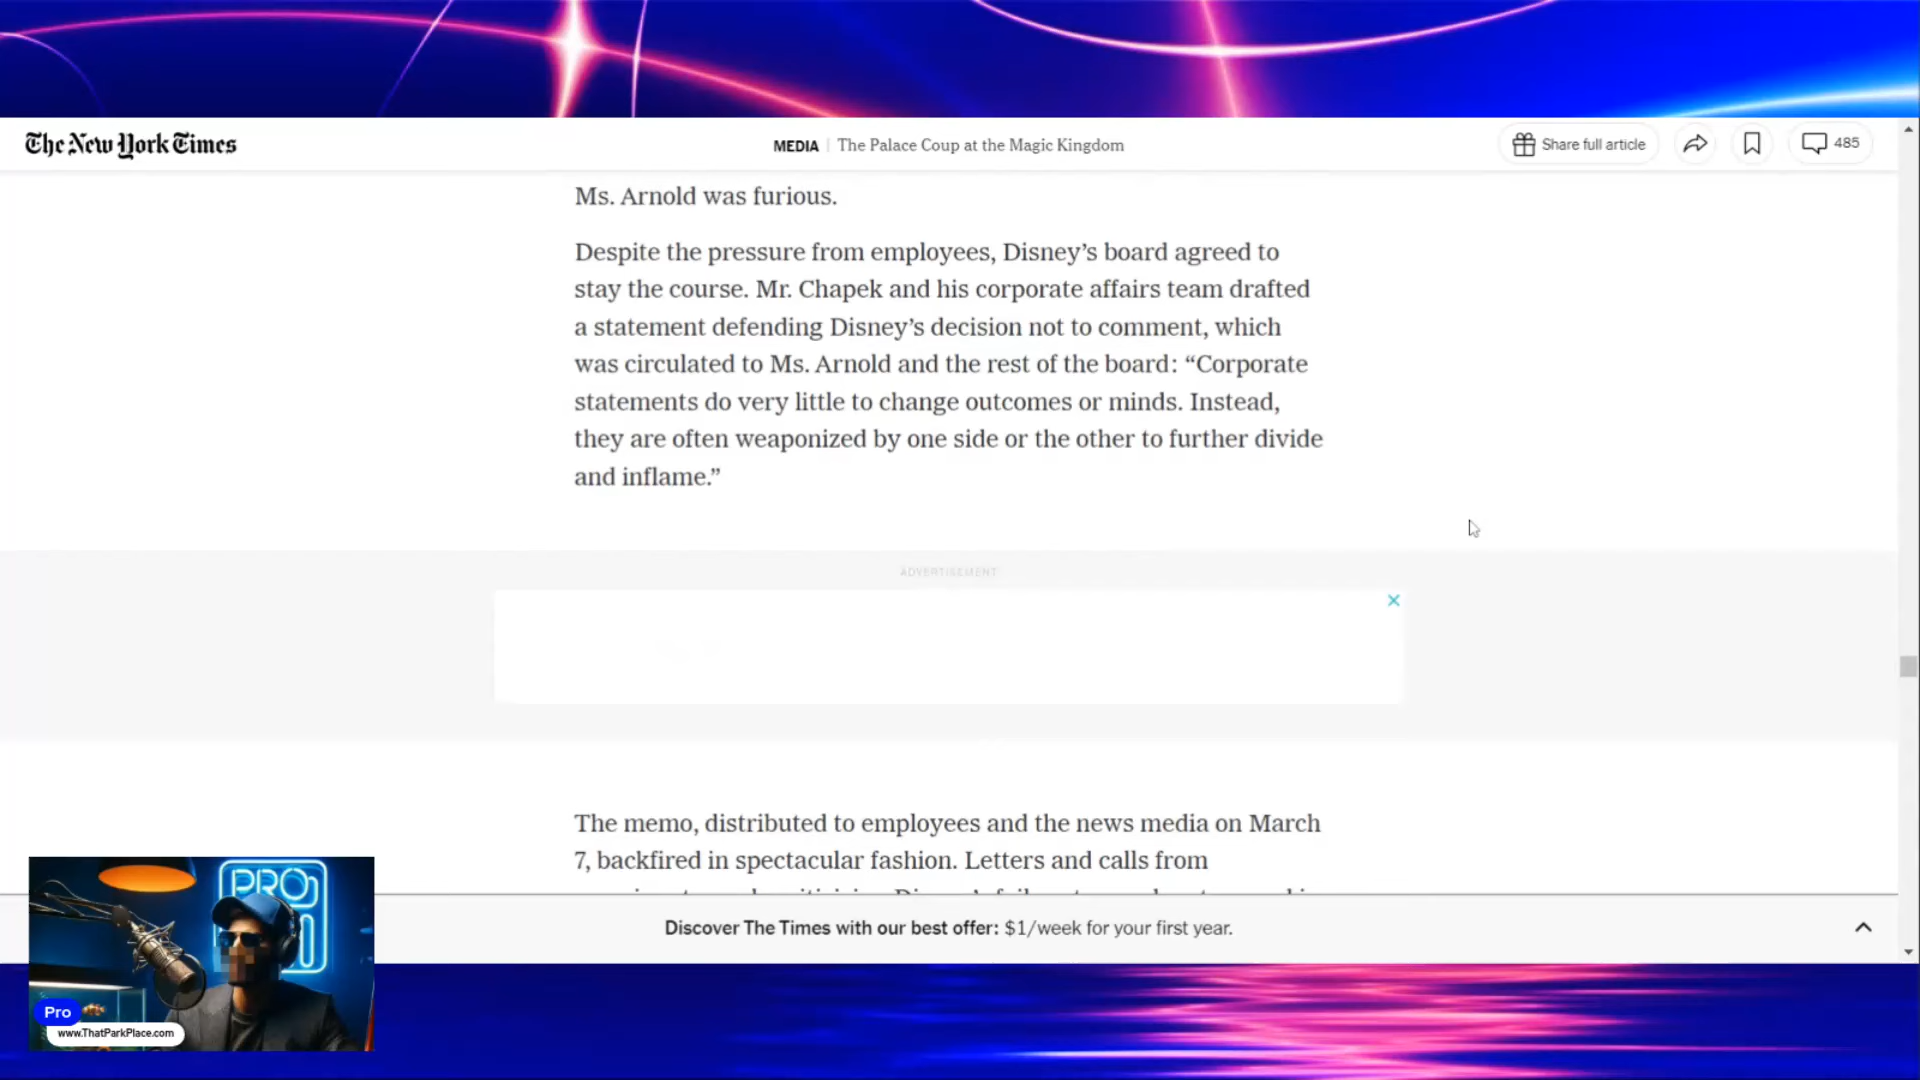 The New York Times
MEDIA | The Palace Coup at the Magic Kingdom
Share full article
485
Ms. Arnold was furious.
Despite the pressure from employees, Disney’s board agreed to
stay the course. Mr. Chapek and his corporate affairs team drafted
a statement defending Disney’s decision not to comment, which
was circulated to Ms. Arnold and the rest of the board: “Corporate
statements do very little to change outcomes or minds. Instead,
they are often weaponized by one side or the other to further divide
and inflame.”
ADVERTISEMENT
The memo, distributed to employees and the news media on March
7, backfired in spectacular fashion. Letters and calls from
Discover The Times with our best offer: $1/week for your first year.
PRO
Pro
www.ThatParkPlace.com